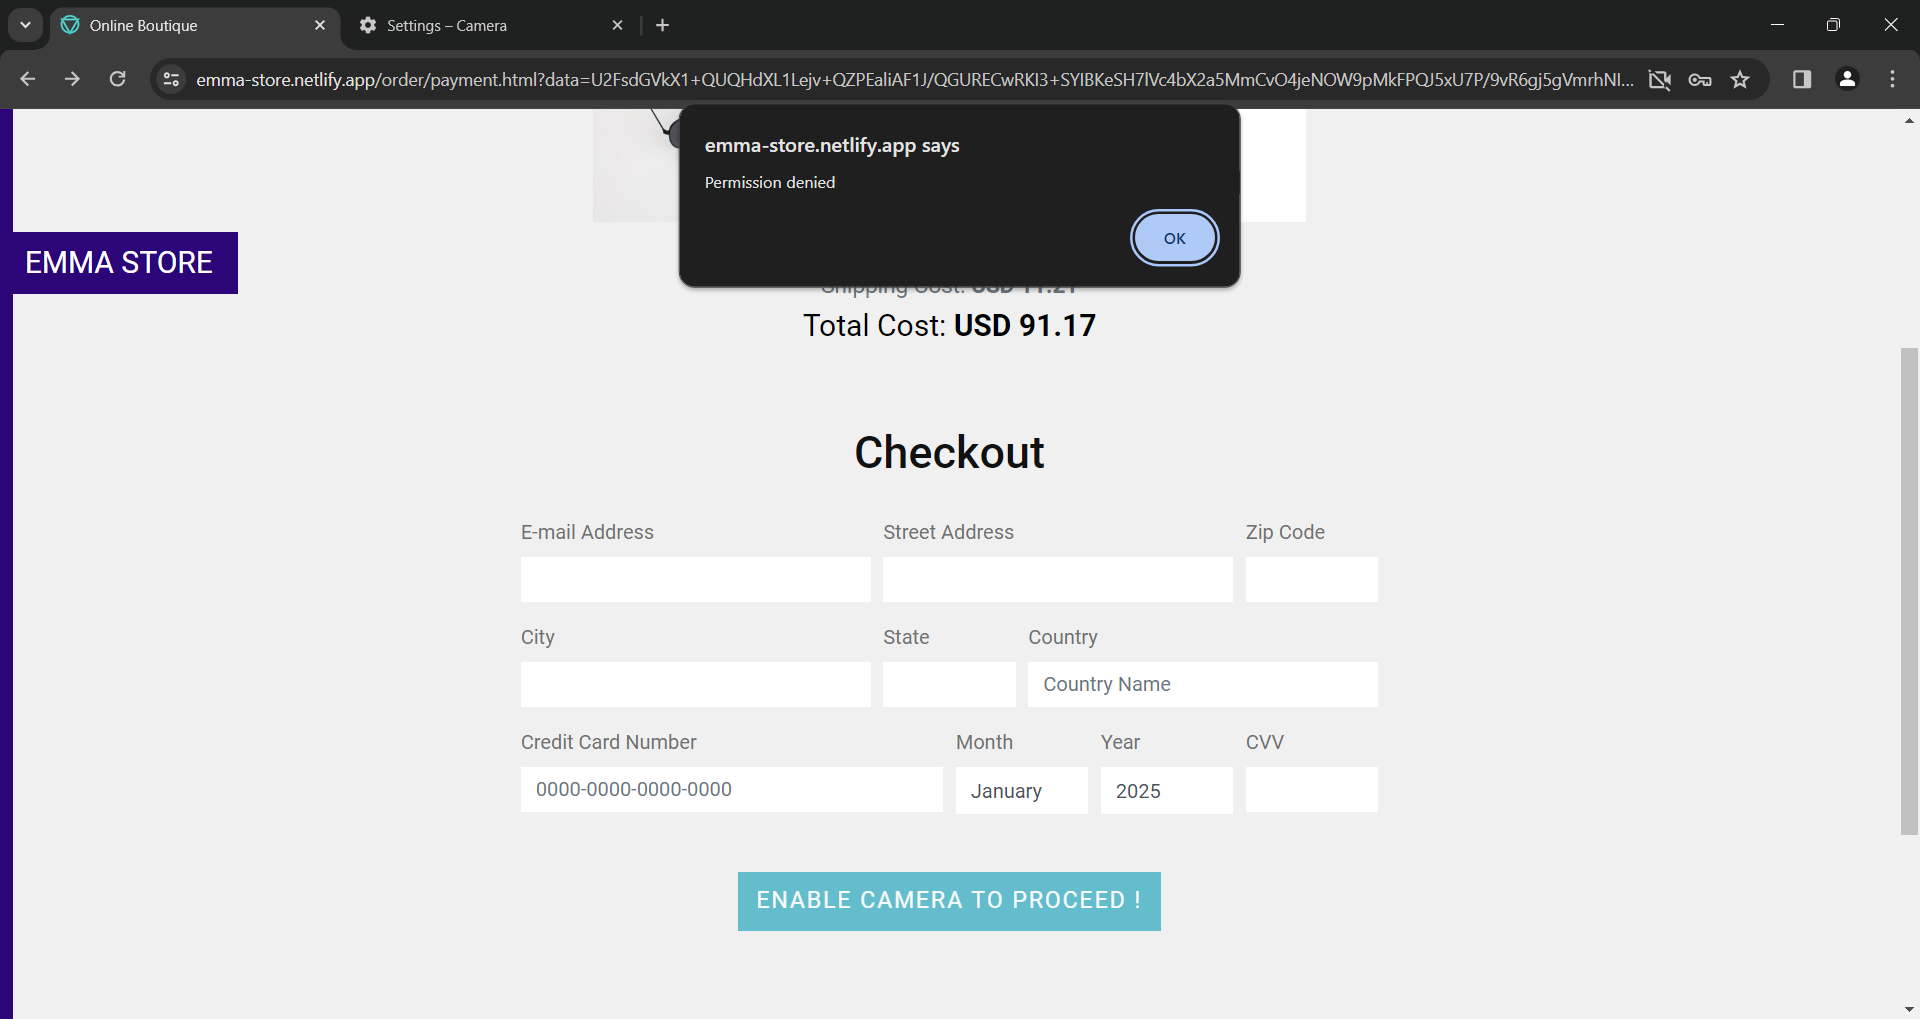 Online Boutique
Settings – Camera
emma-store.netlify.app/order/payment.html?data=U2FsdGVkX1+QUQHdXL1Lejv+QZPEaliAF1J/QGURECwRKI3+SYIBKeSH7lVc4bX2a5MmCvO4jeNOW9pMkFPQJ5xU7P/9vR6gj5gVmrhNI...
emma-store.netlify.app says
Permission denied
OK
EMMA STORE
Shipping Cost: USD 11.21
Total Cost: USD 91.17
Checkout
E-mail Address Street Address Zip Code
City State Country
Country Name
Credit Card Number Month Year CVV
0000-0000-0000-0000 January 2025
ENABLE CAMERA TO PROCEED !